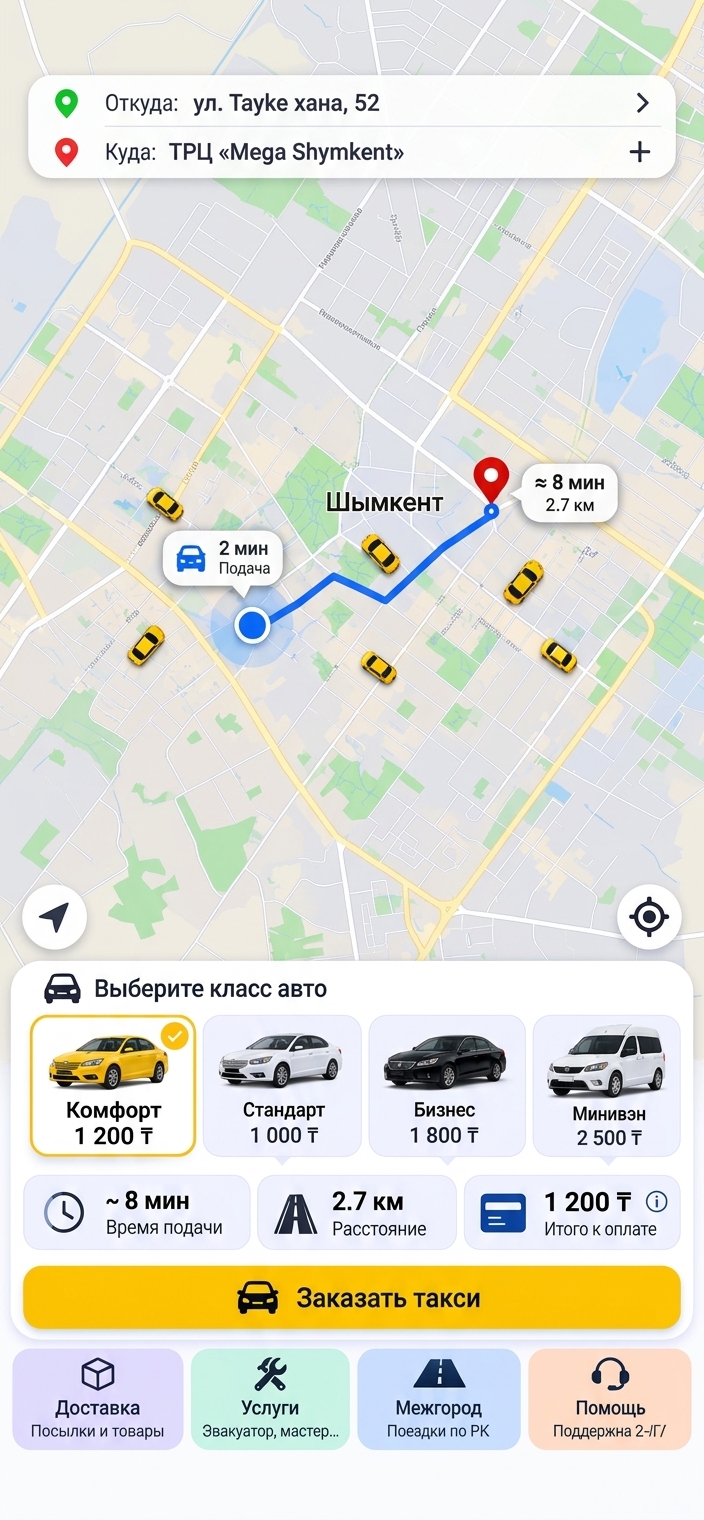 Откуда: ул. Tayke хана, 52
Куда: ТРЦ «Mega Shymkent»
≈ 8 мин
2.7 км
Шымкент
2 мин
Подача
Выберите класс авто
Комфорт
1 200 ₸
Стандарт
1 000 ₸
Бизнес
1 800 ₸
Минивэн
2 500 ₸
~ 8 мин
Время подачи
2.7 км
Расстояние
1 200 ₸
Итого к оплате
Заказать такси
Доставка
Посылки и товары
Услуги
Эвакуатор, мастер...
Межгород
Поеадки по РК
Помощь
Поддержна 2-/Г/